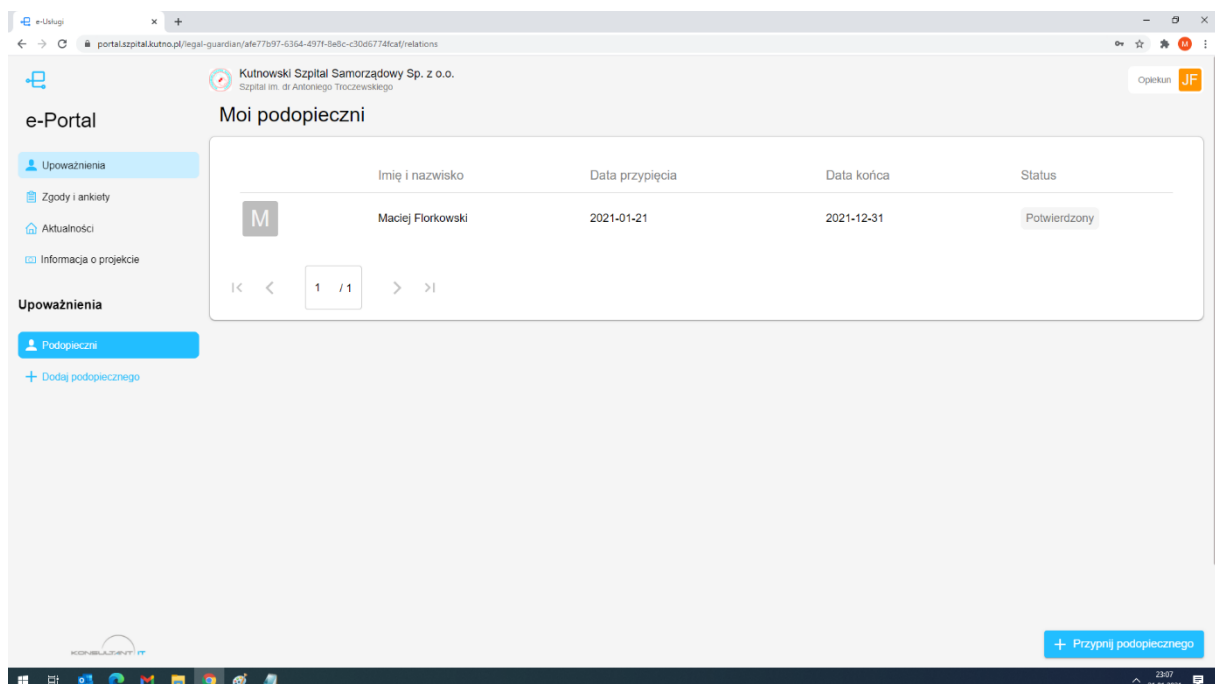 e-Usługi
portal.szpital.kutno.pl/legal-guardian/afe77b97-6364-497f-8e8c-c30d6774fcaf/relations
M
Kutnowski Szpital Samorządowy Sp. z o.o.
Szpital im. dr Antoniego Troczewskiego
Opiekun JF
e-Portal
Moi podopieczni
Upoważnienia
Zgody i ankiety
Aktualności
Informacja o projekcie
Upoważnienia
Podopieczni
+ Dodaj podopiecznego
Imię i nazwisko Data przypięcia Data końca Status
M Maciej Florkowski 2021-01-21 2021-12-31 Potwierdzony
1 / 1
KONSULTANT IT
+ Przypnij podopiecznego
23:07